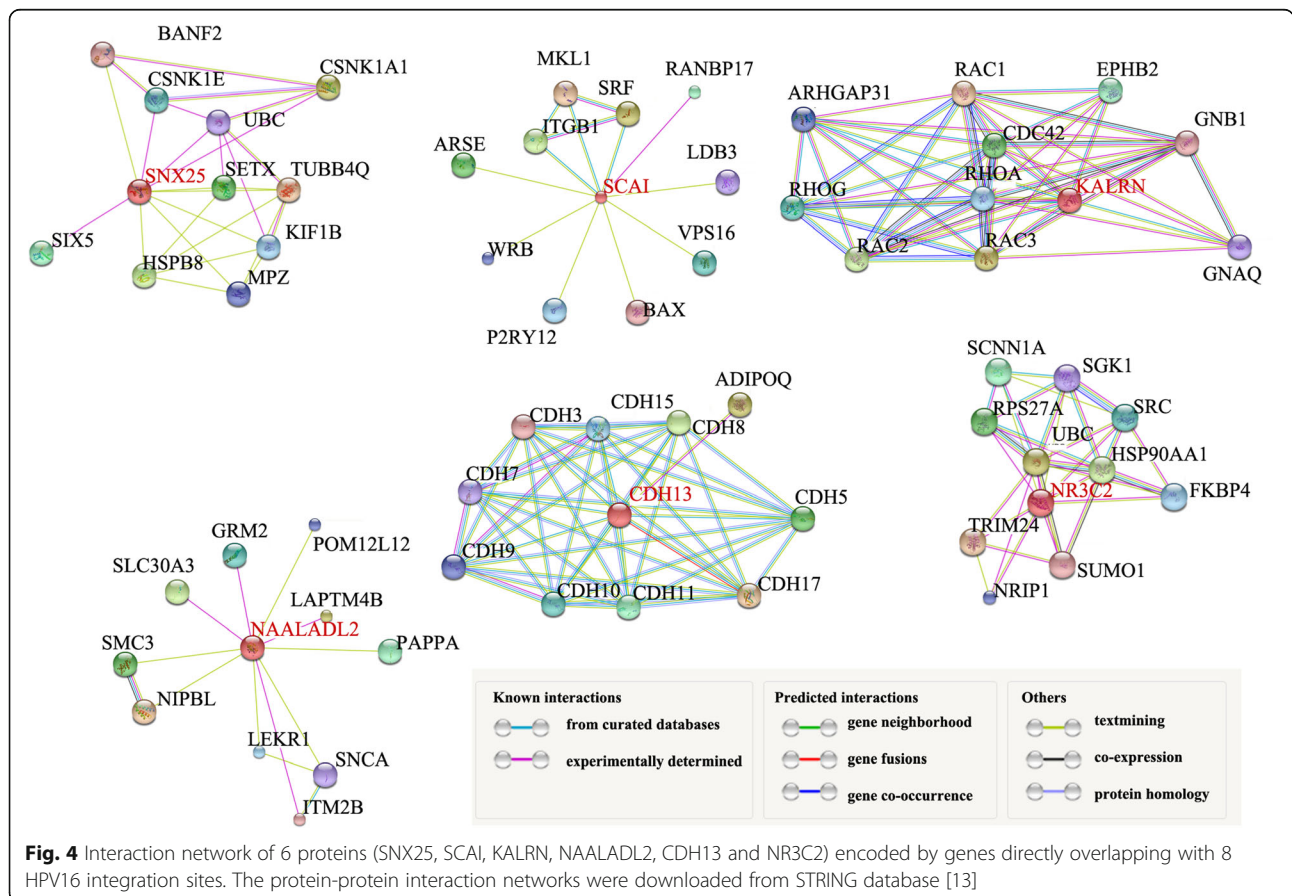 BANF2
CSNK1E
CSNK1A1
UBC
SNX25
SETX
TUBB4Q
SIX5
HSPB8
KIF1B
MPZ
MKL1
SRF
RANBP17
ITGB1
ARSE
LDB3
SCAI
WRB
VPS16
P2RY12
BAX
RAC1
EPHB2
ARHGAP31
CDC42
GNB1
RHOA
KALRN
RHOG
RAC2
RAC3
GNAQ
GRM2
POM12L12
SLC30A3
LAPTM4B
NAALADL2
SMC3
PAPPA
NIPBL
LEKR1
SNCA
ITM2B
ADIPOQ
CDH3
CDH15
CDH8
CDH7
CDH13
CDH5
CDH9
CDH10
CDH11
CDH17
SCNN1A
SGK1
RPS27A
SRC
UBC
HSP90AA1
NR3C2
FKBP4
TRIM24
SUMO1
NRIP1
Known interactions
from curated databases
experimentally determined
Predicted interactions
gene neighborhood
gene fusions
gene co-occurrence
Others
textmining
co-expression
protein homology
Fig. 4 Interaction network of 6 proteins (SNX25, SCAI, KALRN, NAALADL2, CDH13 and NR3C2) encoded by genes directly overlapping with 8
HPV16 integration sites. The protein-protein interaction networks were downloaded from STRING database [13]